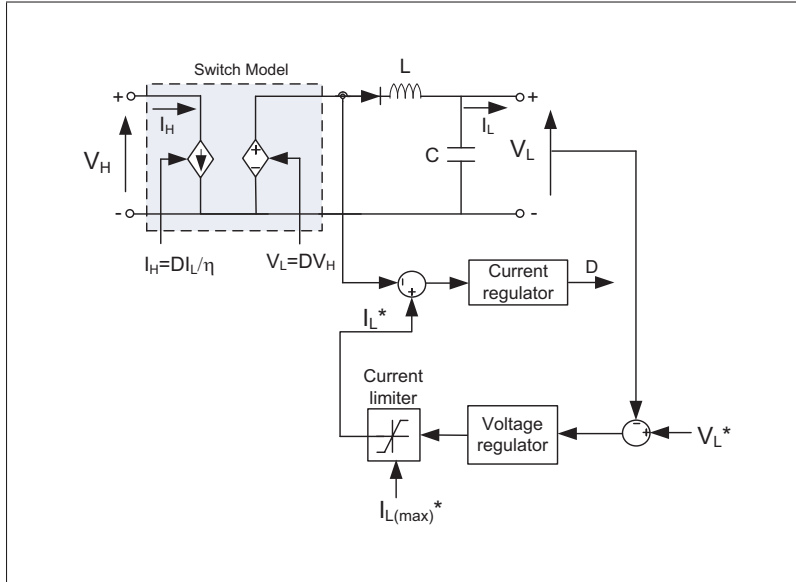 Switch Model
L
+
I_H
+
I_L
V_H
+
−
C
V_L
-
-
I_H=DI_L/η
V_L=DV_H
Current
regulator
D
+
I_L*
Current
limiter
Voltage
regulator
−
+
V_L*
I_L(max)*